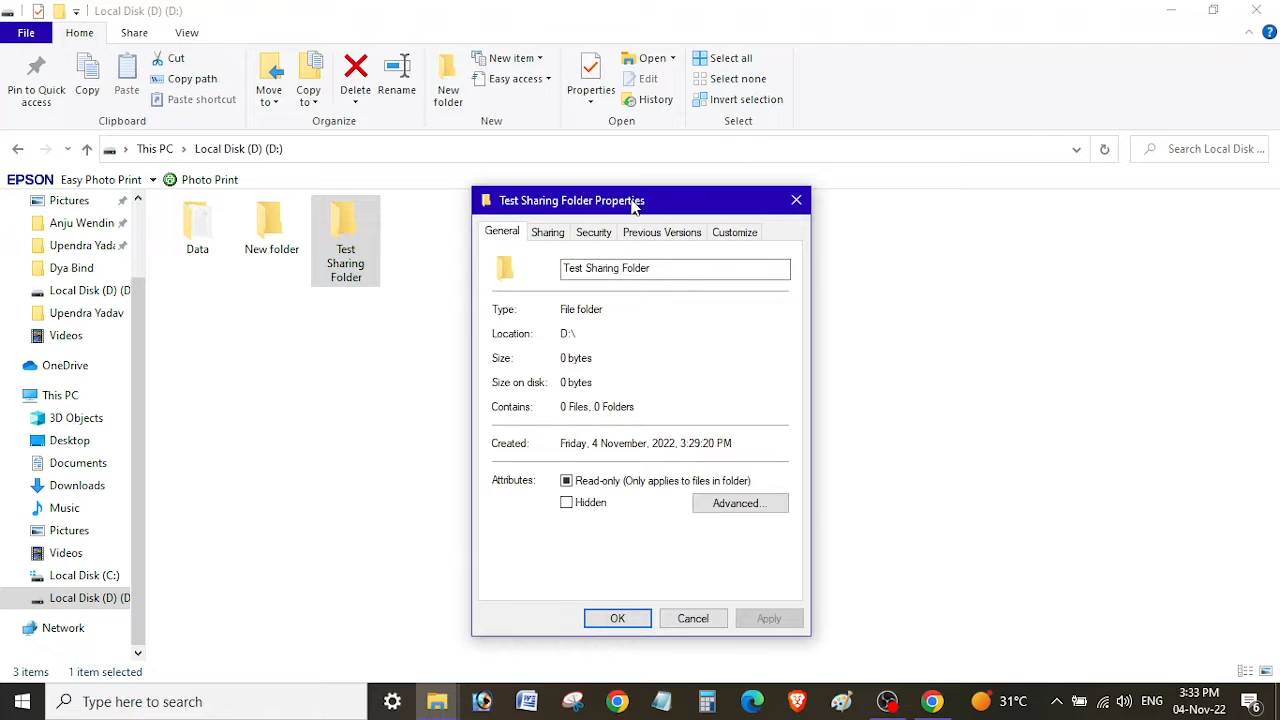 Local Disk (D) (D:)
File Home Share View
Pin to Quick access
Copy
Paste
Cut
Copy path
Paste shortcut
Clipboard
Move to
Copy to
Delete
Rename
Organize
New folder
New item
Easy access
New
Properties
Open
Edit
History
Open
Select all
Select none
Invert selection
Select
This PC > Local Disk (D) (D:)
Search Local Disk ...
EPSON Easy Photo Print Photo Print
Pictures
Anju Wendin
Upendra Yada
Dya Bind
Local Disk (D) (D
Upendra Yadav
Videos
OneDrive
This PC
3D Objects
Desktop
Documents
Downloads
Music
Pictures
Videos
Local Disk (C:)
Local Disk (D) (D
Network
Data
New folder
Test
Sharing
Folder
Test Sharing Folder Properties
General Sharing Security Previous Versions Customize
Test Sharing Folder
Type: File folder
Location: D:\
Size: 0 bytes
Size on disk: 0 bytes
Contains: 0 Files, 0 Folders
Created: Friday, 4 November, 2022, 3:29:20 PM
Attributes: Read-only (Only applies to files in folder)
Hidden
Advanced...
OK Cancel Apply
3 items 1 item selected
Type here to search
31°C
ENG
3:33 PM
04-Nov-22
6